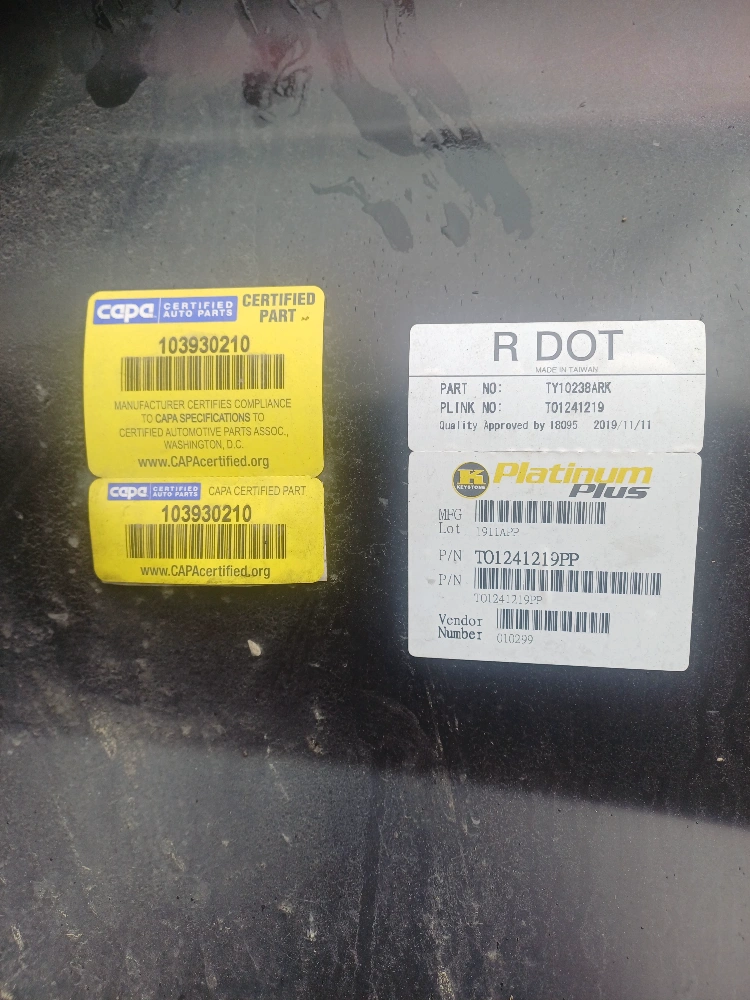 capa CERTIFIED AUTO PARTS CERTIFIED PART
103930210
MANUFACTURER CERTIFIES COMPLIANCE
TO CAPA SPECIFICATIONS TO
CERTIFIED AUTOMOTIVE PARTS ASSOC.,
WASHINGTON, D.C.
www.CAPAcertified.org
capa CERTIFIED AUTO PARTS CAPA CERTIFIED PART
103930210
www.CAPAcertified.org
R DOT
MADE IN TAIWAN
PART NO: TY10238ARK
PLINK NO: TO1241219
Quality Approved by 18095 2019/11/11
K KEYSTONE Platinum Plus
MFG
Lot 1911APP
P/N TO1241219PP
P/N
TO1241219PP
Vendor
Number 010299